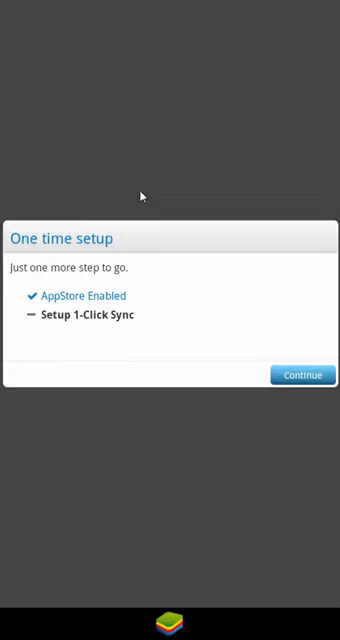 One time setup
Just one more step to go.
AppStore Enabled
Setup 1-Click Sync
Continue